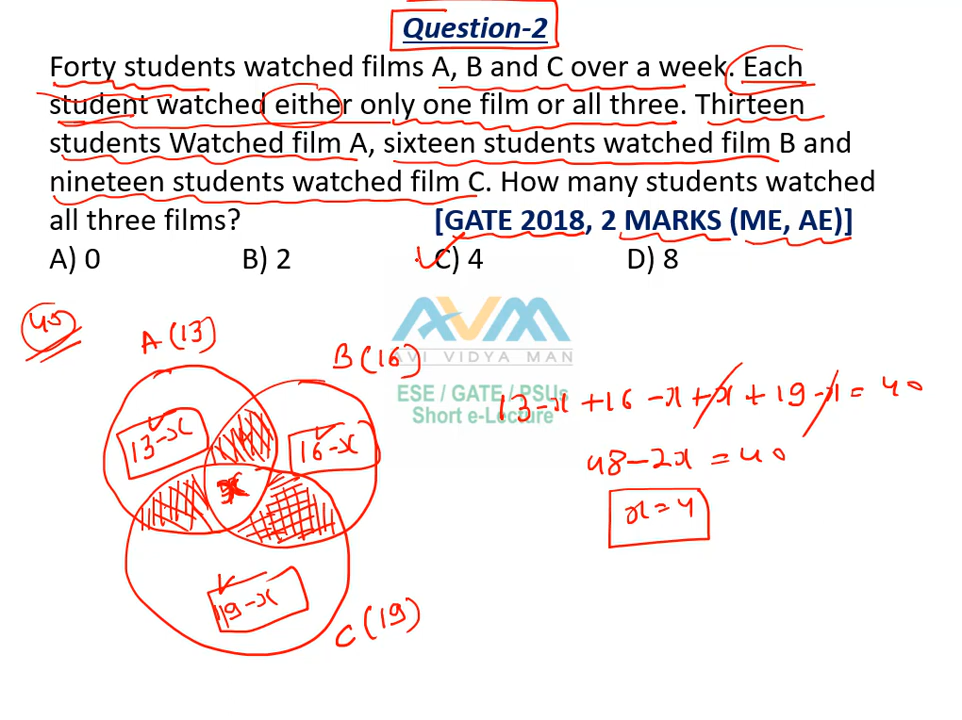 Question-2
Forty students watched films A, B and C over a week. Each
student watched either only one film or all three. Thirteen
students Watched film A, sixteen students watched film B and
nineteen students watched film C. How many students watched
all three films? [GATE 2018, 2 MARKS (ME, AE)]
A) 0 B) 2 C) 4 D) 8
40
A (13)
B (16)
AVM
AVI VIDYA MAN
ESE / GATE / PSUs
Short e-Lecture
13-x +16 -x +x + 19 -x = 40
13-x
16-x
48-2x = 40
x
x = 4
19-x
C (19)